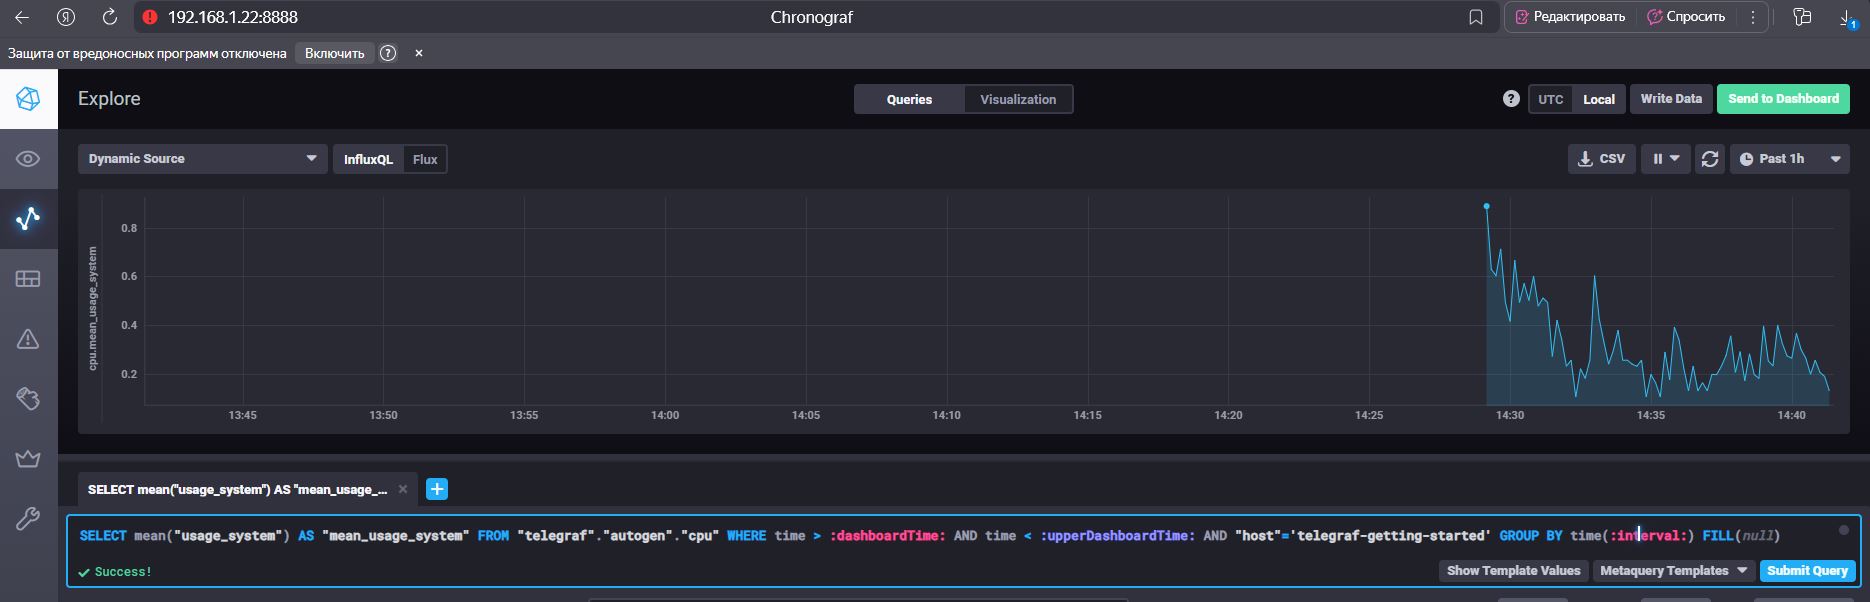 192.168.1.22:8888
Chronograf
Редактировать
Спросить
1
Защита от вредоносных программ отключена
Включить
?
Explore
Queries
Visualization
?
UTC
Local
Write Data
Send to Dashboard
Dynamic Source
InfluxQL
Flux
CSV
Past 1h
cpu.mean_usage_system
0.8
0.6
0.4
0.2
13:45
13:50
13:55
14:00
14:05
14:10
14:15
14:20
14:25
14:30
14:35
14:40
SELECT mean("usage_system") AS "mean_usage_...
SELECT mean("usage_system") AS "mean_usage_system" FROM "telegraf"."autogen"."cpu" WHERE time > :dashboardTime: AND time < :upperDashboardTime: AND "host"='telegraf-getting-started' GROUP BY time(:interval:) FILL(null)
Success!
Show Template Values
Metaquery Templates
Submit Query